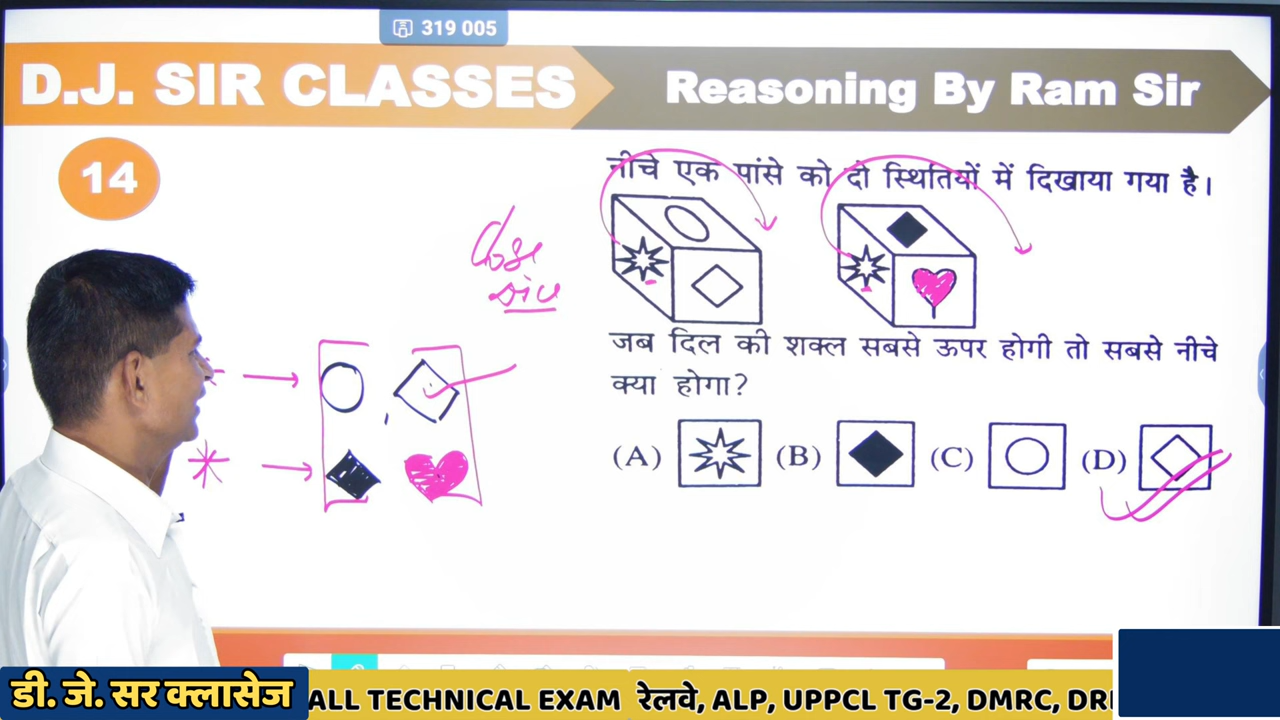 319 005
D.J. SIR CLASSES
Reasoning By Ram Sir
14
नीचे एक पांसे को दो स्थितियों में दिखाया गया है।
Close
जब दिल की शक्ल सबसे ऊपर होगी तो सबसे नीचे
क्या होगा?
(A) (B) (C) (D)
डी. जे. सर क्लासेज
ALL TECHNICAL EXAM रेलवे, ALP, UPPCL TG-2, DMRC,